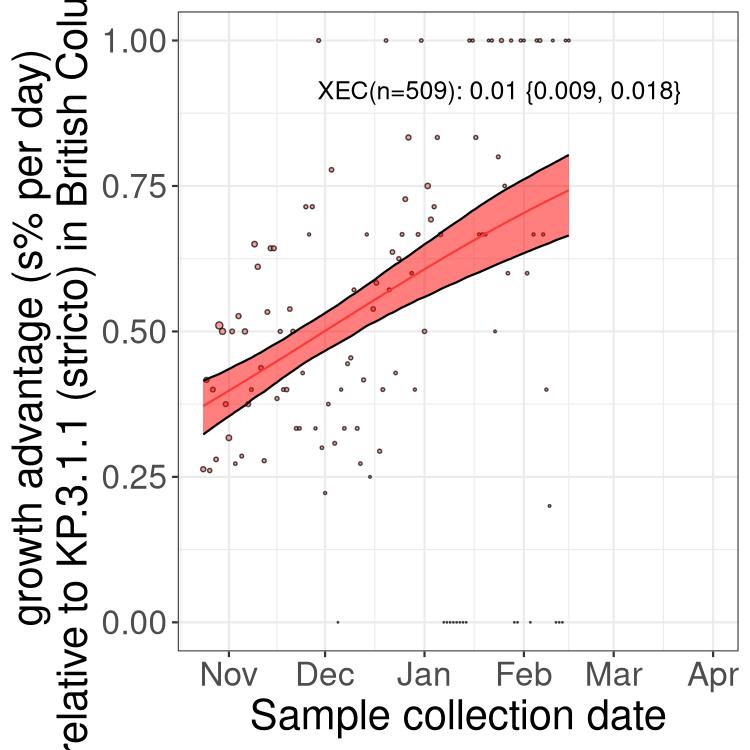 growth advantage (s% per day)
relative to KP.3.1.1 (stricto) in British
1.00
0.75
0.50
0.25
0.00
XEC(n=509): 0.01 {0.009, 0.018}
Nov Dec Jan Feb Mar Apr
Sample collection date